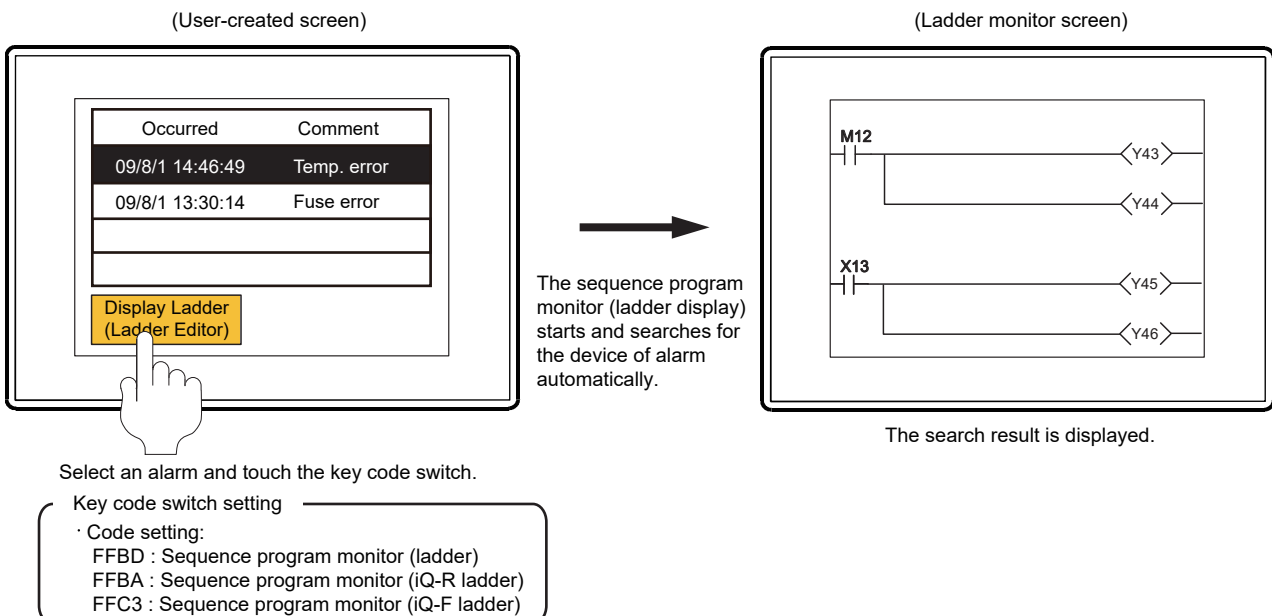 (User-created screen)
Occurred Comment
09/8/1 14:46:49 Temp. error
09/8/1 13:30:14 Fuse error
Display Ladder
(Ladder Editor)
Select an alarm and touch the key code switch.
Key code switch setting
· Code setting:
FFBD : Sequence program monitor (ladder)
FFBA : Sequence program monitor (iQ-R ladder)
FFC3 : Sequence program monitor (iQ-F ladder)
The sequence program
monitor (ladder display)
starts and searches for
the device of alarm
automatically.
(Ladder monitor screen)
M12
Y43
Y44
X13
Y45
Y46
The search result is displayed.